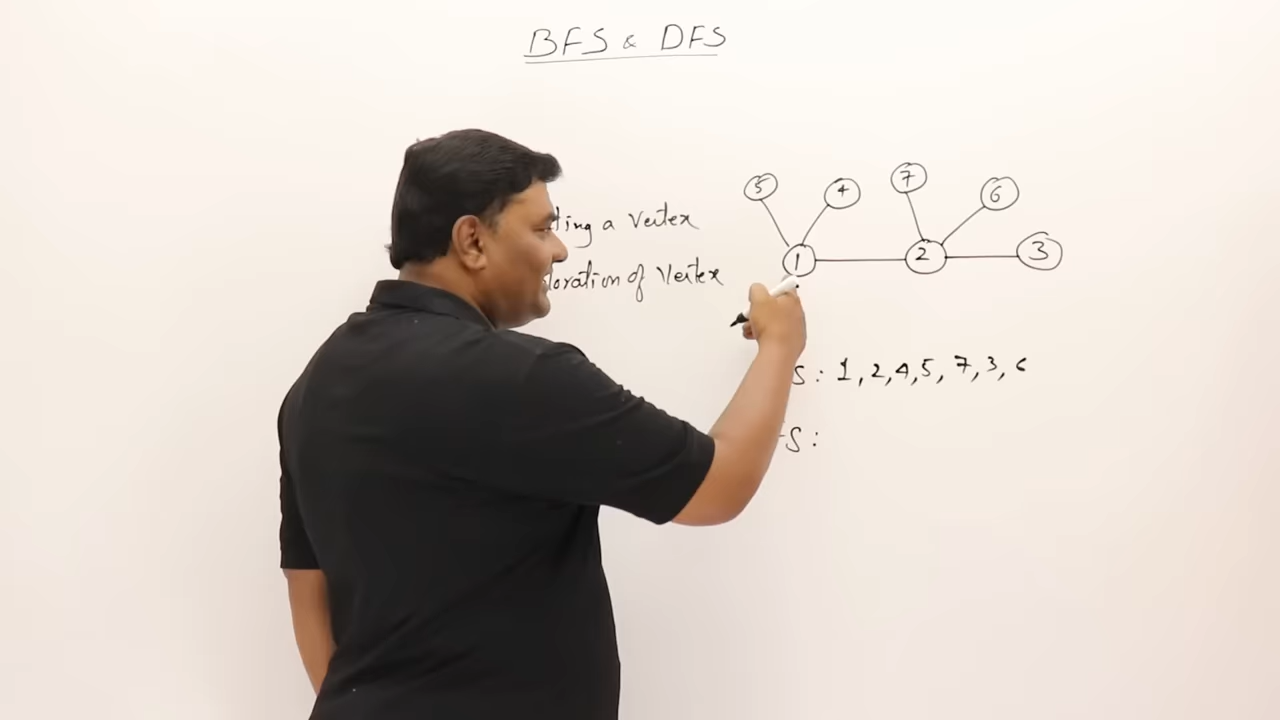 BFS & DFS
5 4 7 6
ting a Vertex
1 2 3
loration of Vertex
S: 1, 2, 4, 5, 7, 3, 6
S: